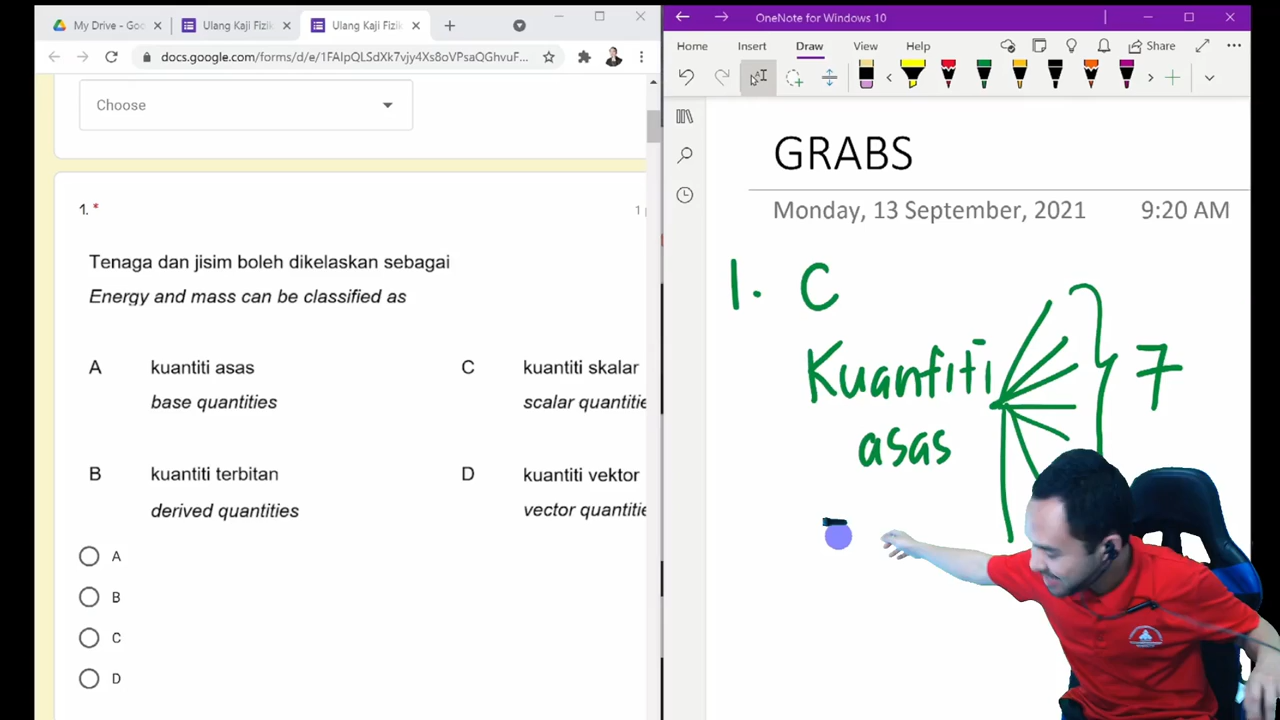 My Drive - Goo
Ulang Kaji Fizik
Ulang Kaji Fizik
docs.google.com/forms/d/e/1FAIpQLSdXk7vjy4Xs8oVPsaQGhvuF...
Choose
1. *
1 p
Tenaga dan jisim boleh dikelaskan sebagai
Energy and mass can be classified as
A kuantiti asas
base quantities
C kuantiti skalar
scalar quantitie
B kuantiti terbitan
derived quantities
D kuantiti vektor
vector quantitie
A
B
C
D
OneNote for Windows 10
Home Insert Draw View Help Share
GRABS
Monday, 13 September, 2021 9:20 AM
1. C
Kuantiti
asas
7